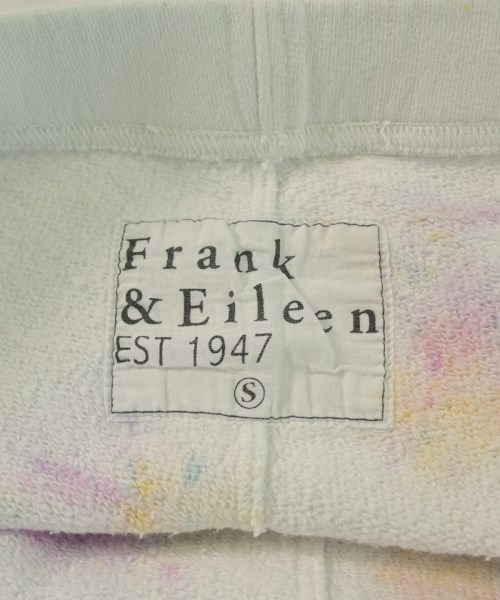 Frank
& Eileen
EST 1947
S